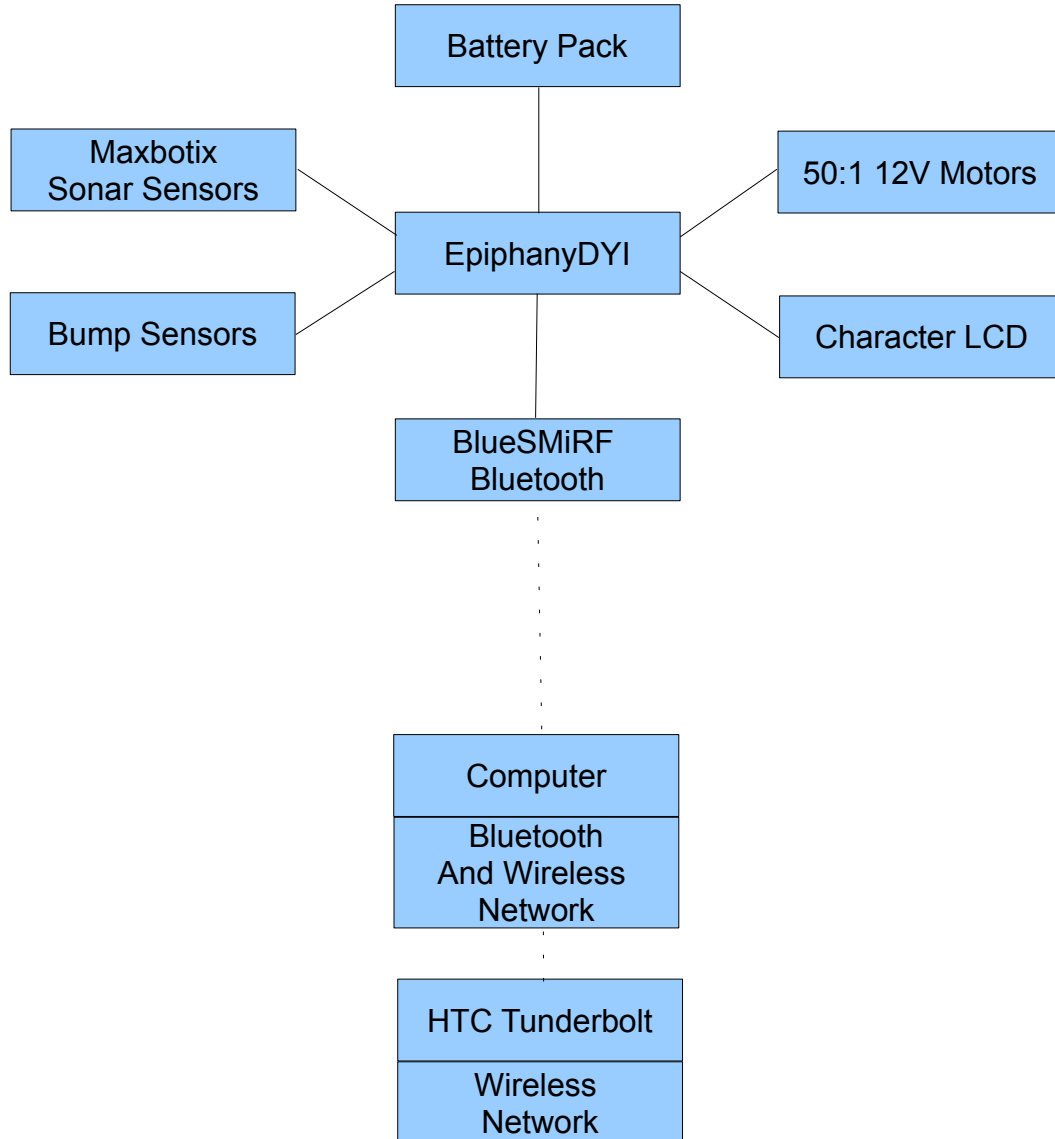 Battery Pack
Maxbotix
Sonar Sensors
50:1 12V Motors
EpiphanyDYI
Bump Sensors
Character LCD
BlueSMiRF
Bluetooth
Computer
Bluetooth
And Wireless
Network
HTC Tunderbolt
Wireless
Network